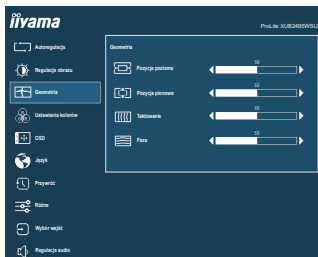 iiyama
ProLite XUB2495WSU
Autoregulacja
Regulacja obrazu
Geometria
Ustawienia kolorów
OSD
Język
Przywróć
Różne
Wybór wejść
Regulacja audio
Geometria
Pozycja pozioma
50
Pozycja pionowa
50
Taktowanie
50
Faza
50